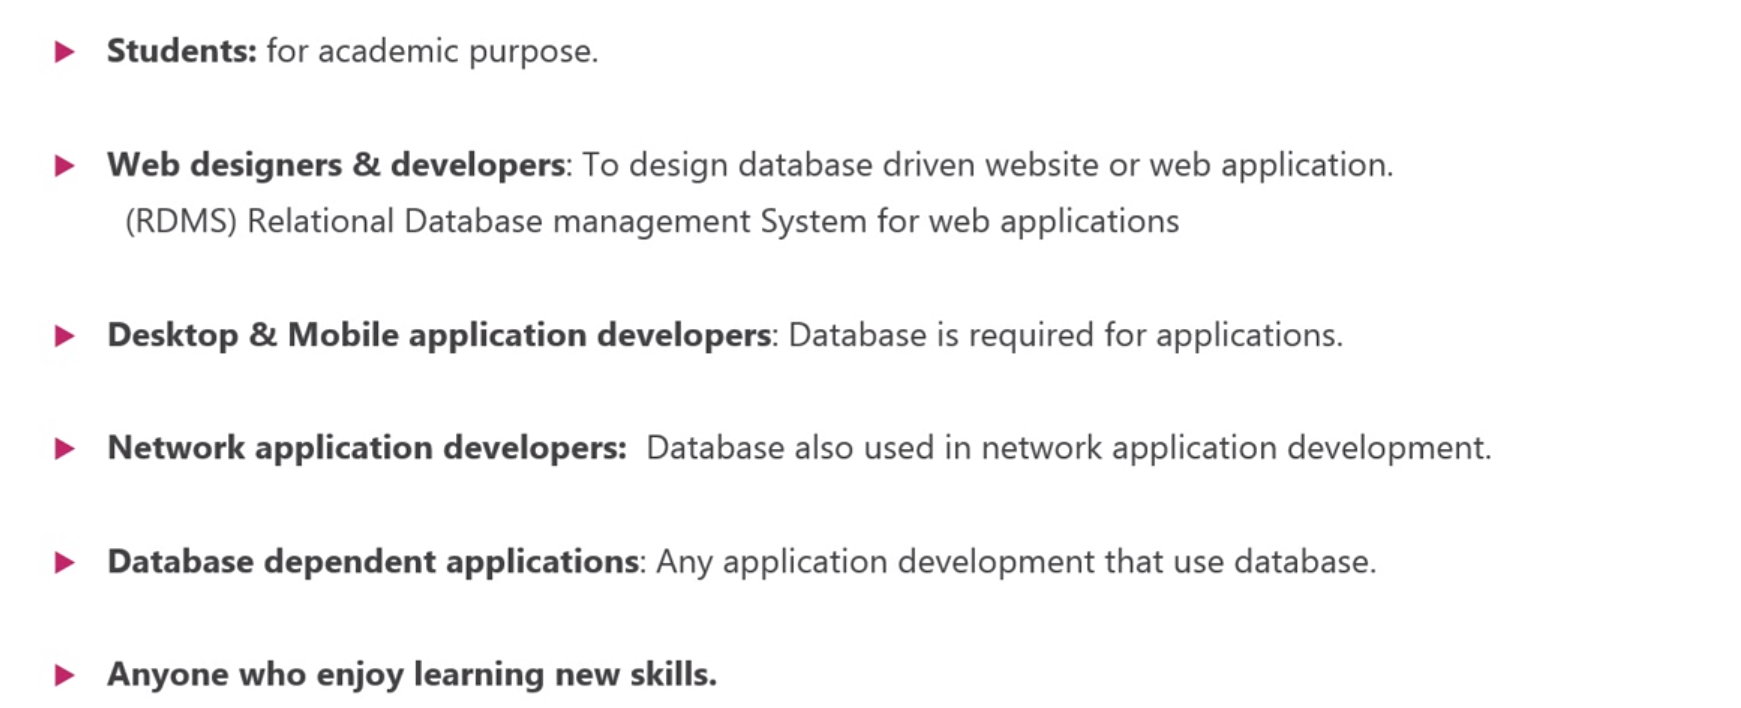 Students: for academic purpose.
Web designers & developers: To design database driven website or web application.
(RDMS) Relational Database management System for web applications
Desktop & Mobile application developers: Database is required for applications.
Network application developers: Database also used in network application development.
Database dependent applications: Any application development that use database.
Anyone who enjoy learning new skills.